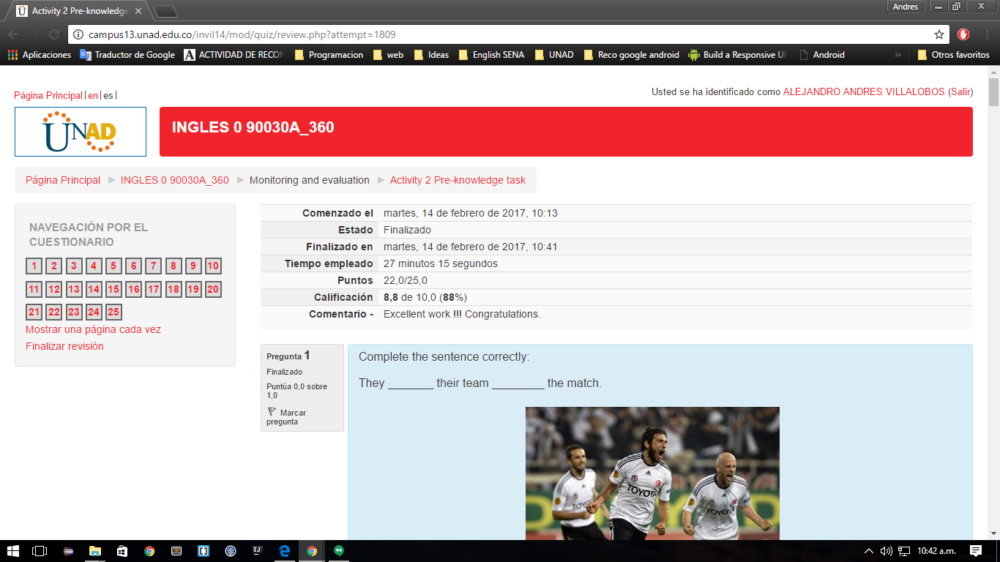 Activity 2 Pre-knowledge
Andres
campus13.unad.edu.co/invil14/mod/quiz/review.php?attempt=1809
Aplicaciones Traductor de Google ACTIVIDAD DE RECON Programacion web Ideas English SENA UNAD Reco google android Build a Responsive UI Android » Otros favoritos
Página Principal| en| es|
Usted se ha identificado como ALEJANDRO ANDRES VILLALOBOS (Salir)
UNAD
INGLES 0 90030A_360
Página Principal ► INGLES 0 90030A_360 ► Monitoring and evaluation ► Activity 2 Pre-knowledge task
NAVEGACIÓN POR EL
CUESTIONARIO
1 2 3 4 5 6 7 8 9 10
11 12 13 14 15 16 17 18 19 20
21 22 23 24 25
Mostrar una página cada vez
Finalizar revisión
Comenzado el martes, 14 de febrero de 2017, 10:13
Estado Finalizado
Finalizado en martes, 14 de febrero de 2017, 10:41
Tiempo empleado 27 minutos 15 segundos
Puntos 22,0/25,0
Calificación 8,8 de 10,0 (88%)
Comentario - Excellent work !!! Congratulations.
Pregunta 1
Finalizado
Puntúa 0,0 sobre
1,0
Marcar
pregunta
Complete the sentence correctly:
They _______ their team ________ the match.
TOYOTA TOYOTA TOYOTA
10:42 a.m.